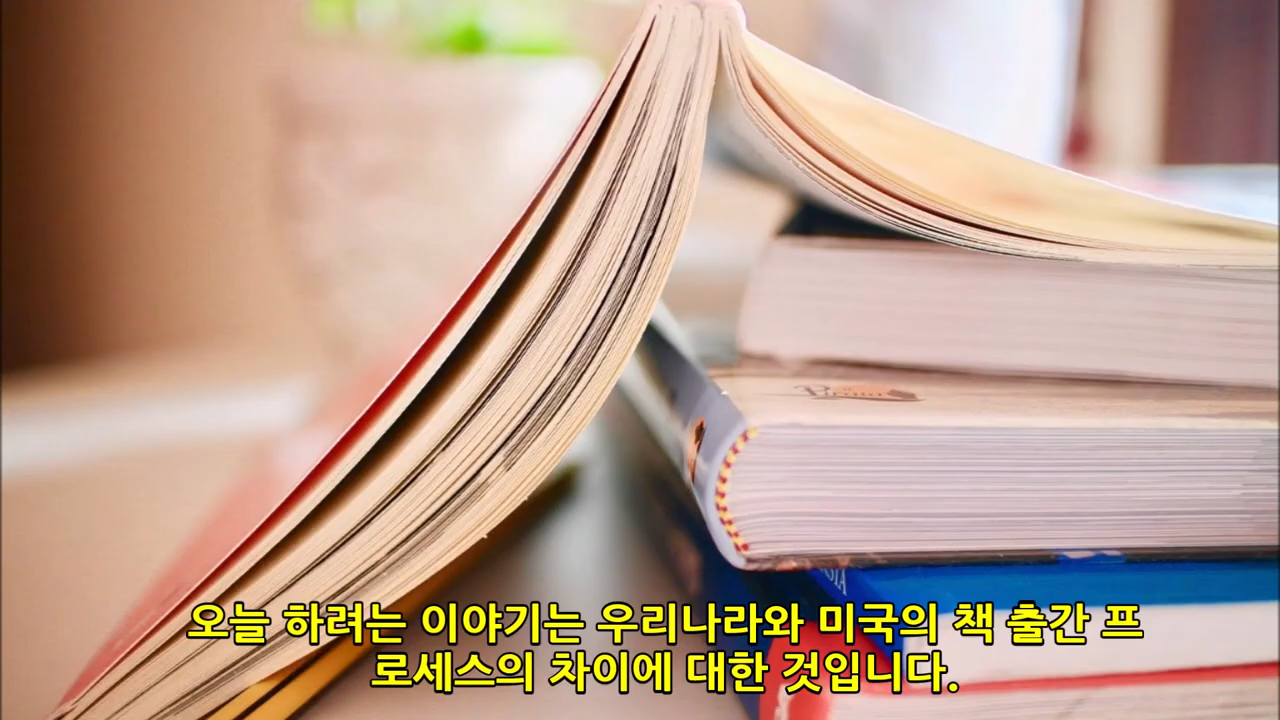 오늘 하려는 이야기는 우리나라와 미국의 책 출간 프
로세스의 차이에 대한 것입니다.